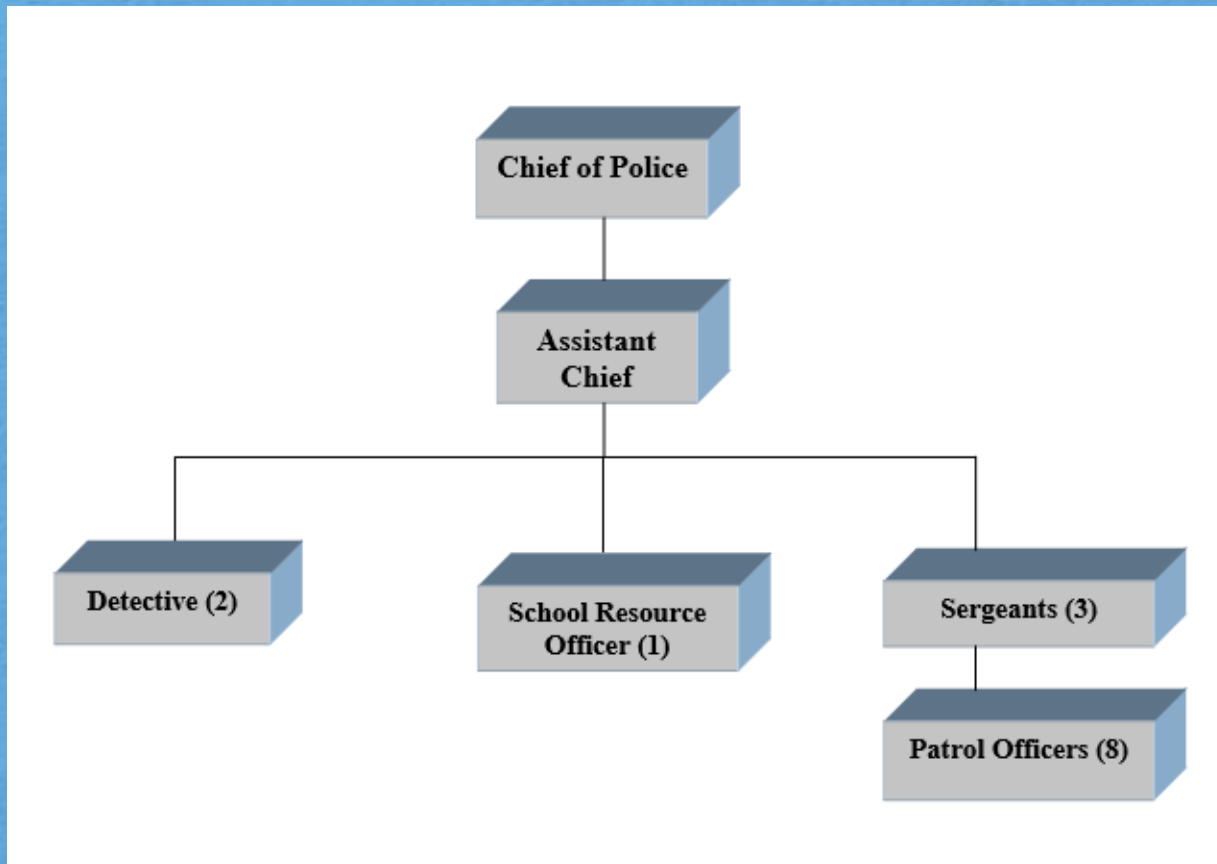 Chief of Police
Assistant
Chief
Detective (2)
School Resource
Officer (1)
Sergeants (3)
Patrol Officers (8)